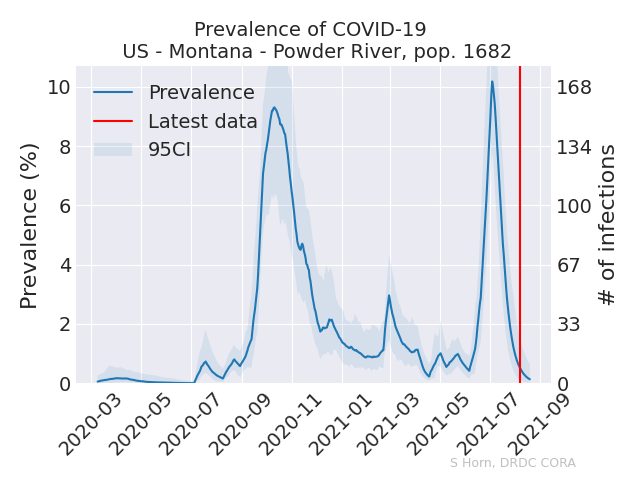 Prevalence of COVID-19
US - Montana - Powder River, pop. 1682
Prevalence (%)
10
8
6
4
2
0
Prevalence
Latest data
95CI
168
134
100
67
33
0
# of infections
2020-03
2020-05
2020-07
2020-09
2020-11
2021-01
2021-03
2021-05
2021-07
2021-09
S Horn, DRDC CORA